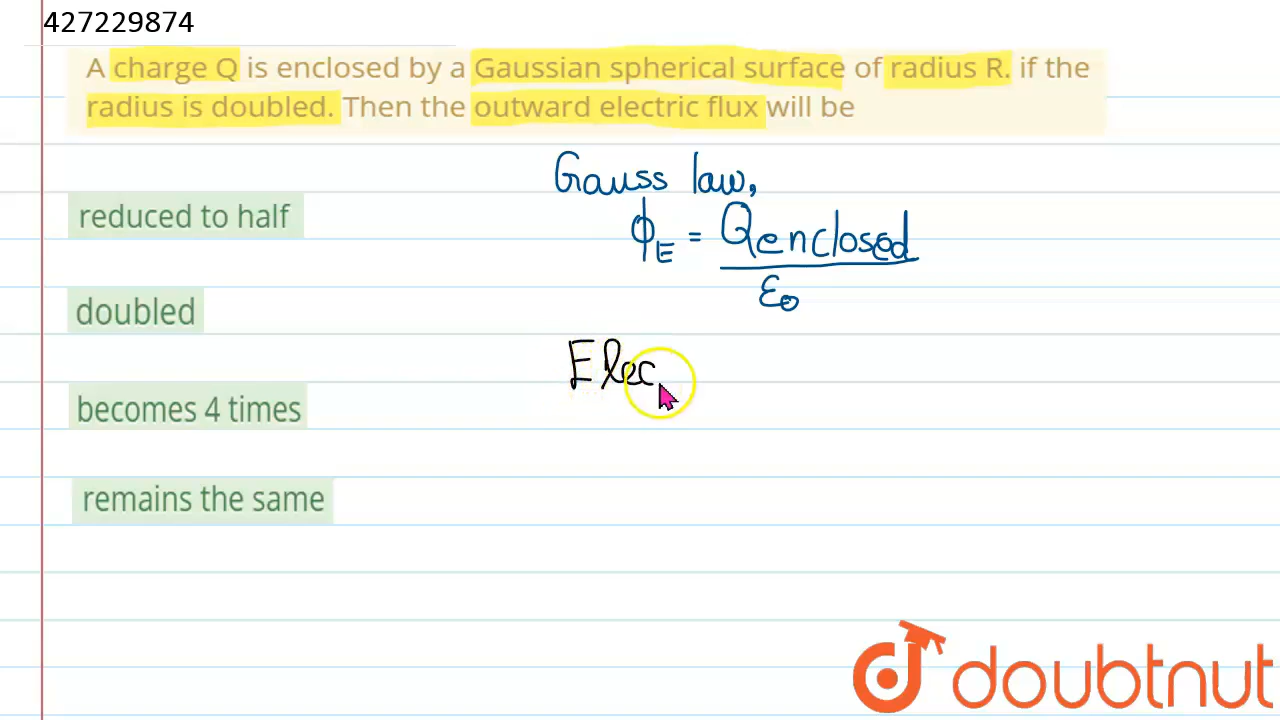 427229874
A charge Q is enclosed by a Gaussian spherical surface of radius R. if the
radius is doubled. Then the outward electric flux will be
Gauss law,
ϕE = Qenclosed
ε0
reduced to half
doubled
Elec
becomes 4 times
remains the same
doubtnut